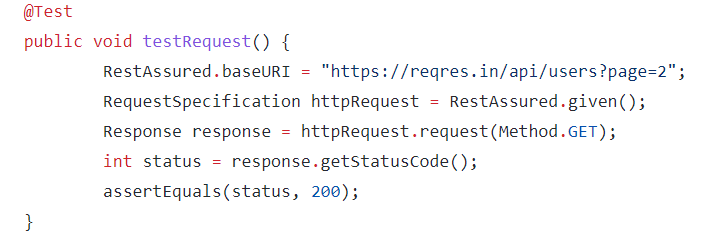 @Test
public void testRequest() {
        RestAssured.baseURI = "https://reqres.in/api/users?page=2";
        RequestSpecification httpRequest = RestAssured.given();
        Response response = httpRequest.request(Method.GET);
        int status = response.getStatusCode();
        assertEquals(status, 200);
}